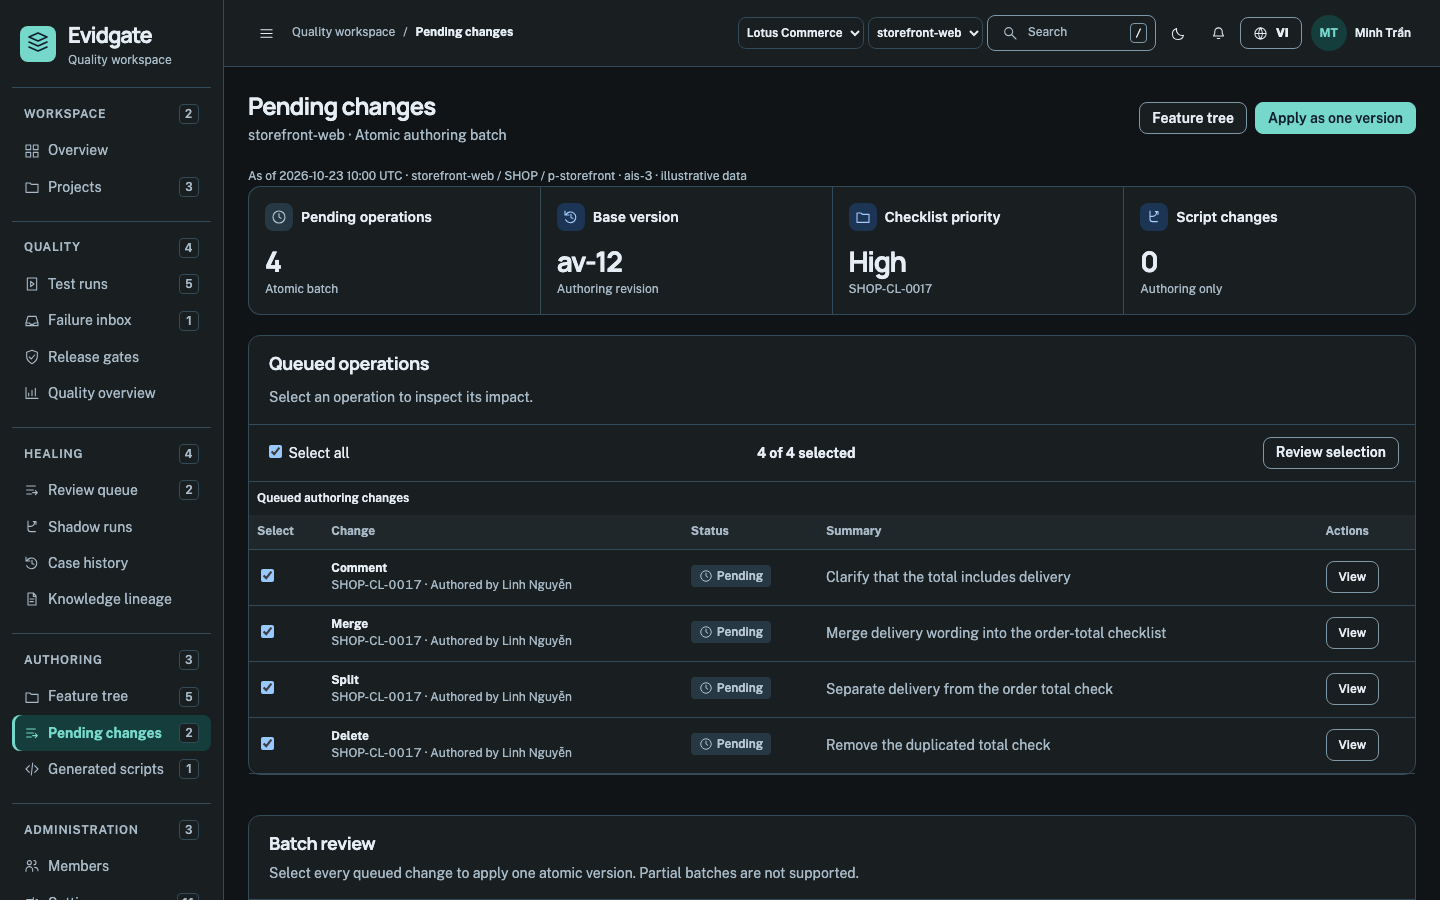 Evidgate
Quality workspace
WORKSPACE 2
Overview
Projects 3
QUALITY 4
Test runs 5
Failure inbox 1
Release gates
Quality overview
HEALING 4
Review queue 2
Shadow runs
Case history
Knowledge lineage
AUTHORING 3
Feature tree 5
Pending changes 2
Generated scripts 1
ADMINISTRATION 3
Members
Quality workspace / Pending changes
Lotus Commerce storefront-web Search / VI MT Minh Trần
Pending changes
storefront-web · Atomic authoring batch
Feature tree Apply as one version
As of 2026-10-23 10:00 UTC · storefront-web / SHOP / p-storefront · ais-3 · illustrative data
Pending operations
4
Atomic batch
Base version
av-12
Authoring revision
Checklist priority
High
SHOP-CL-0017
Script changes
0
Authoring only
Queued operations
Select an operation to inspect its impact.
Select all 4 of 4 selected Review selection
Queued authoring changes
Select Change Status Summary Actions
Comment
SHOP-CL-0017 · Authored by Linh Nguyễn Pending Clarify that the total includes delivery View
Merge
SHOP-CL-0017 · Authored by Linh Nguyễn Pending Merge delivery wording into the order-total checklist View
Split
SHOP-CL-0017 · Authored by Linh Nguyễn Pending Separate delivery from the order total check View
Delete
SHOP-CL-0017 · Authored by Linh Nguyễn Pending Remove the duplicated total check View
Batch review
Select every queued change to apply one atomic version. Partial batches are not supported.